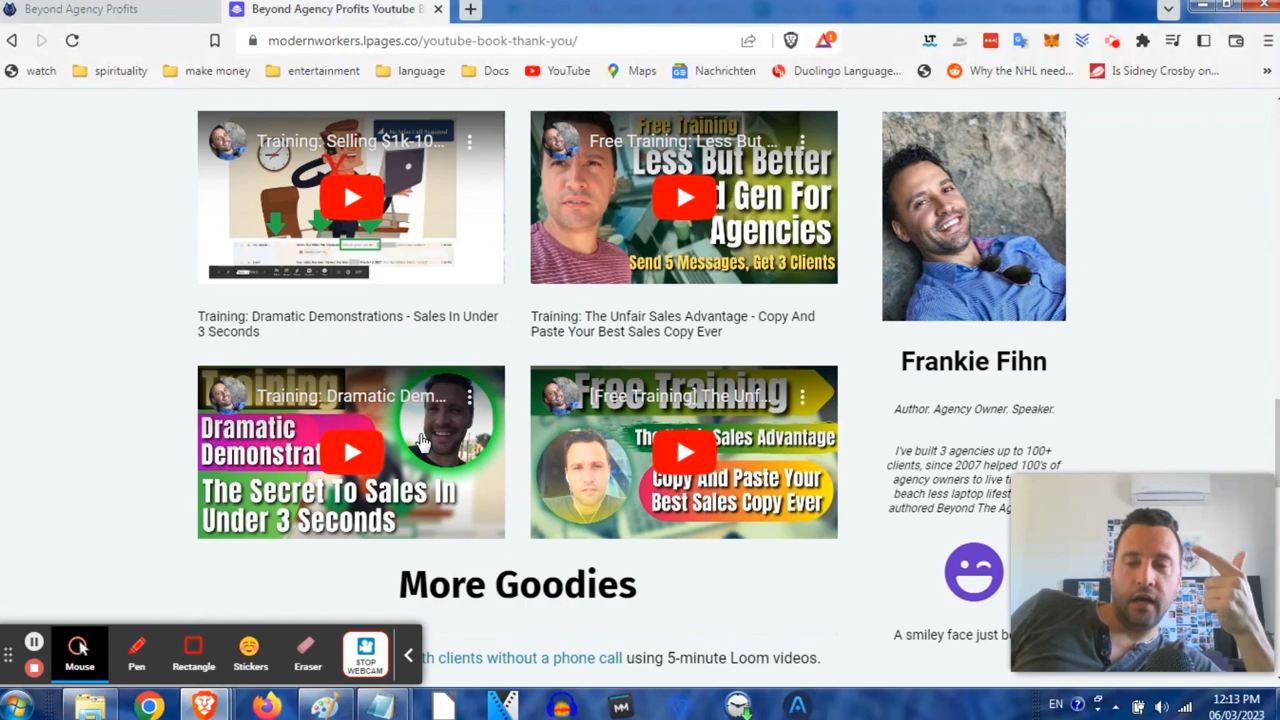 Beyond Agency Profits
Beyond Agency Profits Youtube B
modernworkers.lpages.co/youtube-book-thank-you/
watch
spirituality
make money
entertainment
language
Docs
YouTube
Maps
Nachrichten
Duolingo Language...
Why the NHL need...
Is Sidney Crosby on...
Training: Selling $1k-10...
Free Training
Free Training: Less But ...
Less But Better
d Gen For
Agencies
Send 5 Messages, Get 3 Clients
Training: Dramatic Demonstrations - Sales In Under
3 Seconds
Training: The Unfair Sales Advantage - Copy And
Paste Your Best Sales Copy Ever
Training
Training: Dramatic Dem...
Dramatic
Demonstrat
The Secret To Sales In
Under 3 Seconds
Free Training
[Free Training] The Unf...
Sales Advantage
Copy And Paste Your
Best Sales Copy Ever
Frankie Fihn
Author. Agency Owner. Speaker.
I've built 3 agencies up to 100+
clients, since 2007 helped 100's of
agency owners to live t
beach less laptop lifest
authored Beyond The Ag
A smiley face just be
More Goodies
th clients without a phone call using 5-minute Loom videos.
Mouse
Pen
Rectangle
Stickers
Eraser
STOP
WEBCAM
EN
12:13 PM
06/03/2023